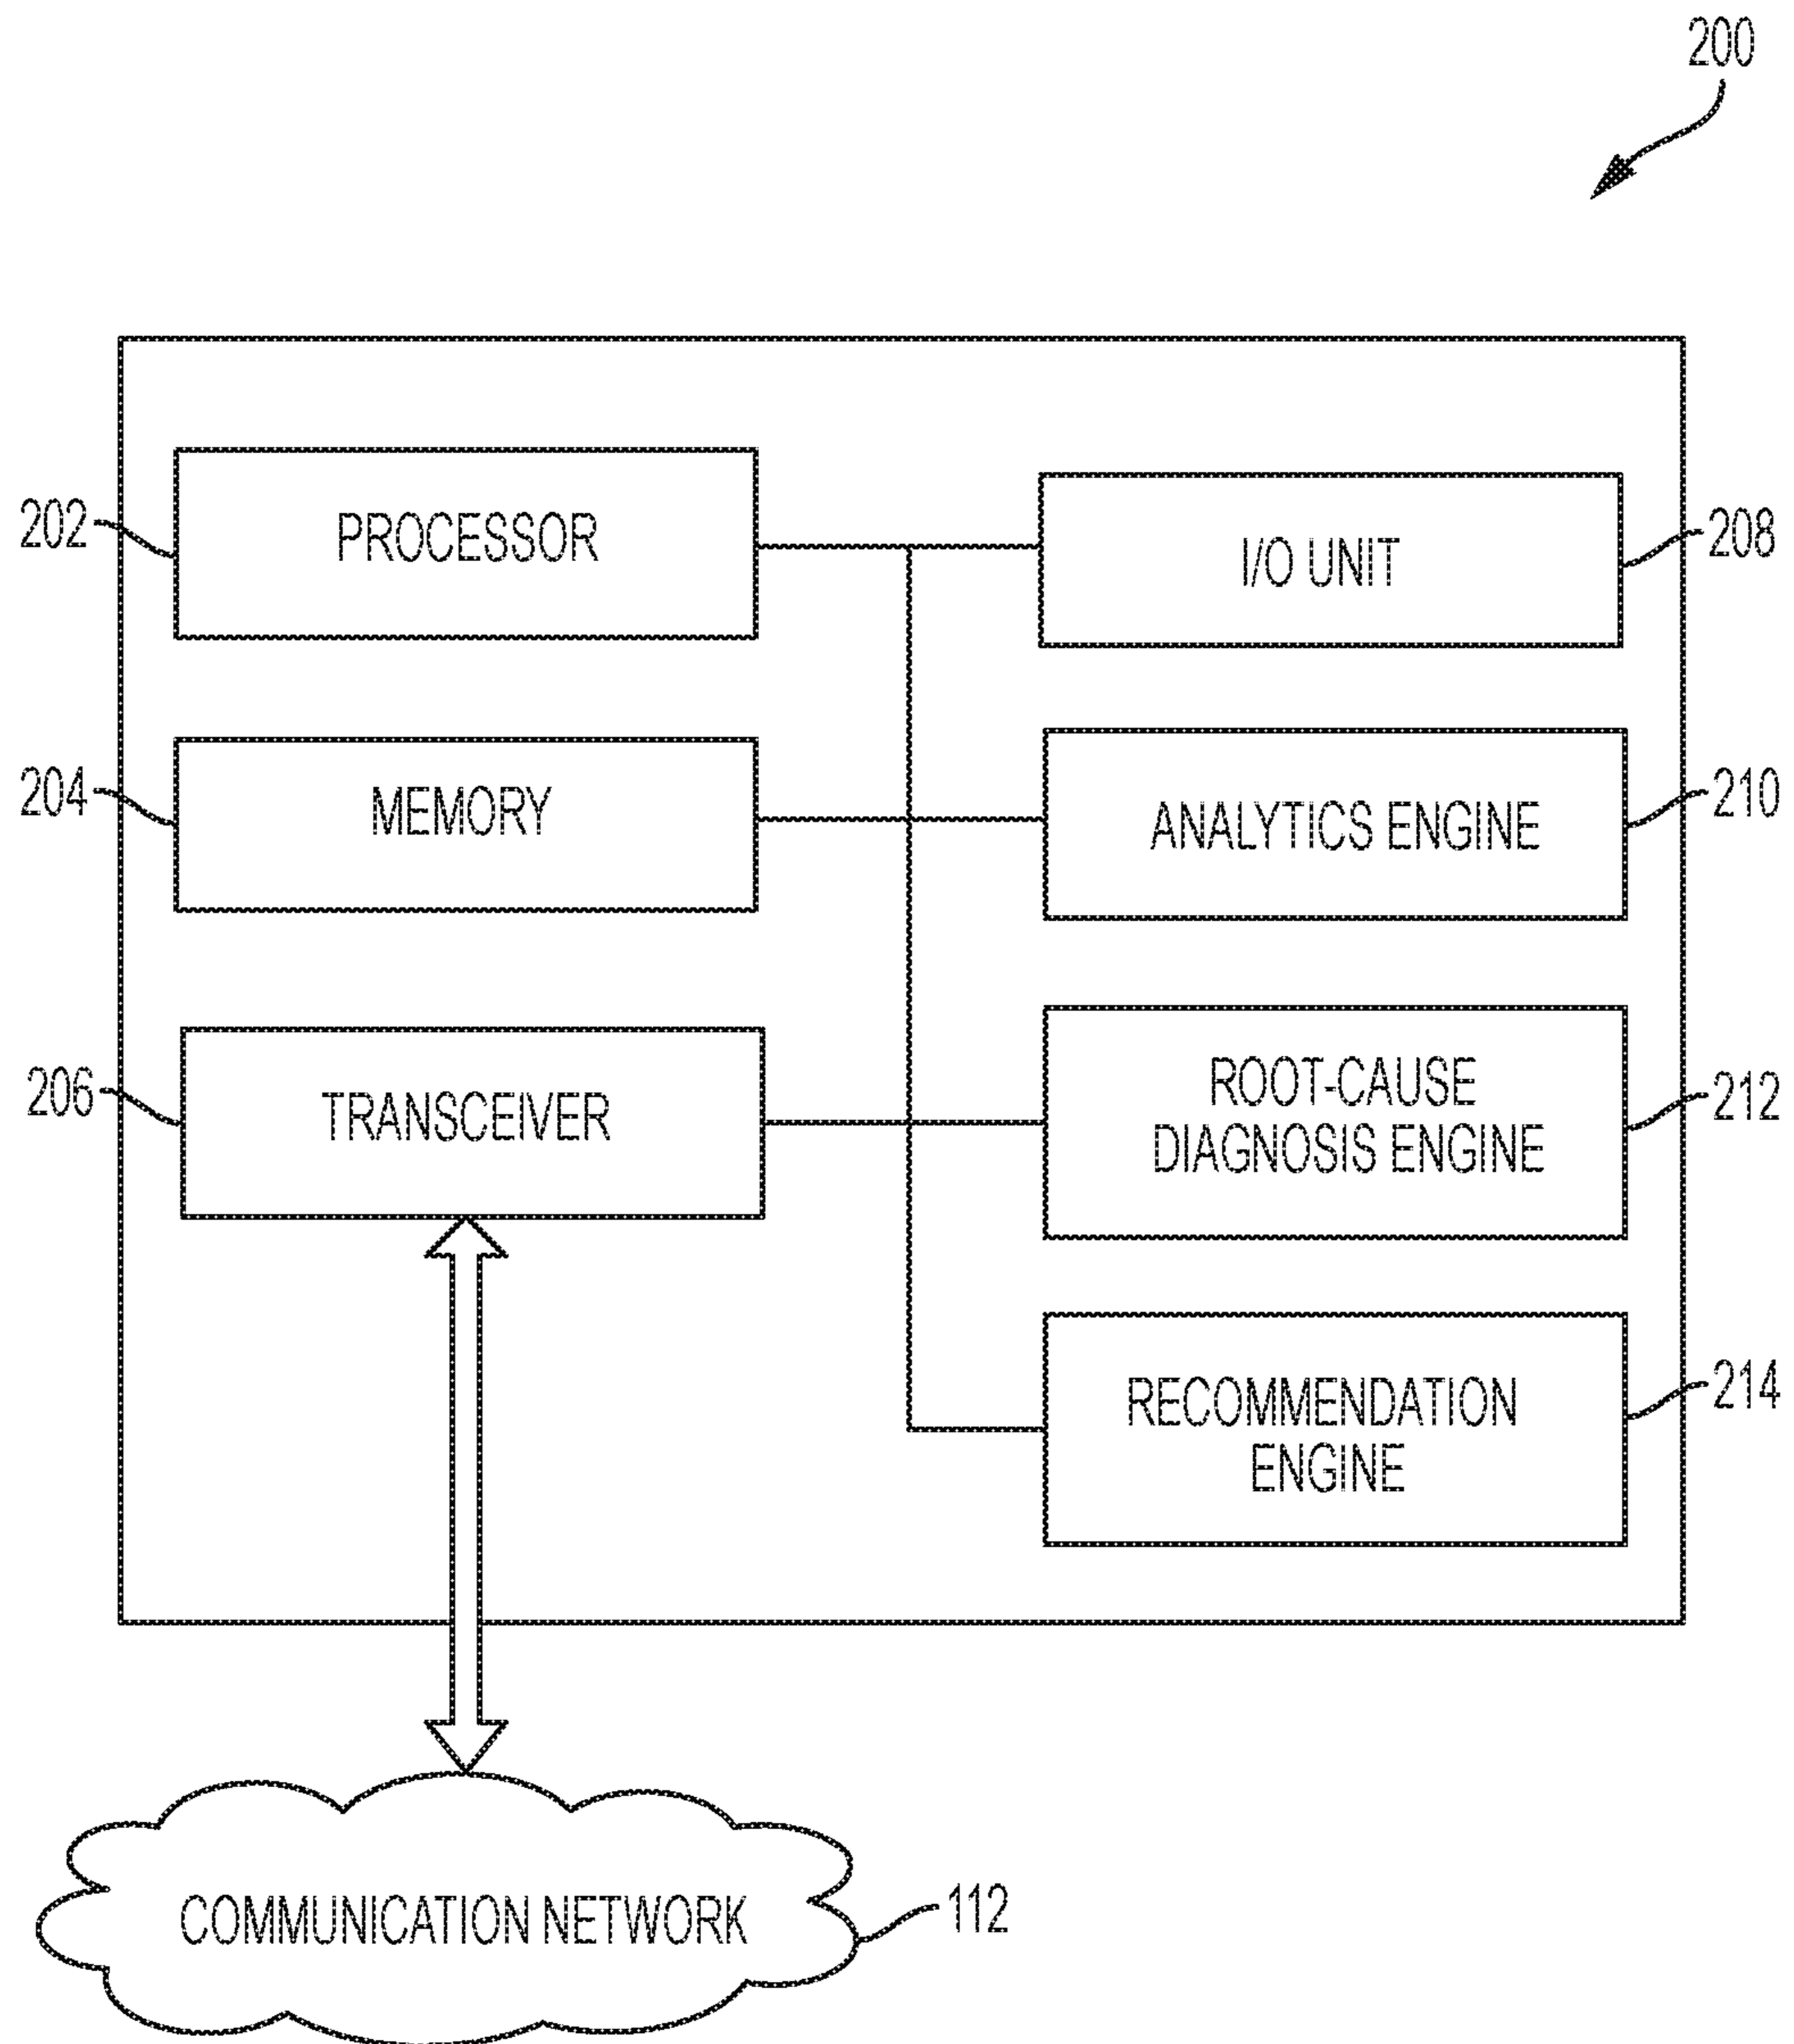 200
202
PROCESSOR
I/O UNIT
208
204
MEMORY
ANALYTICS ENGINE
210
206
TRANSCEIVER
ROOT-CAUSE
DIAGNOSIS ENGINE
212
RECOMMENDATION
ENGINE
214
COMMUNICATION NETWORK
112